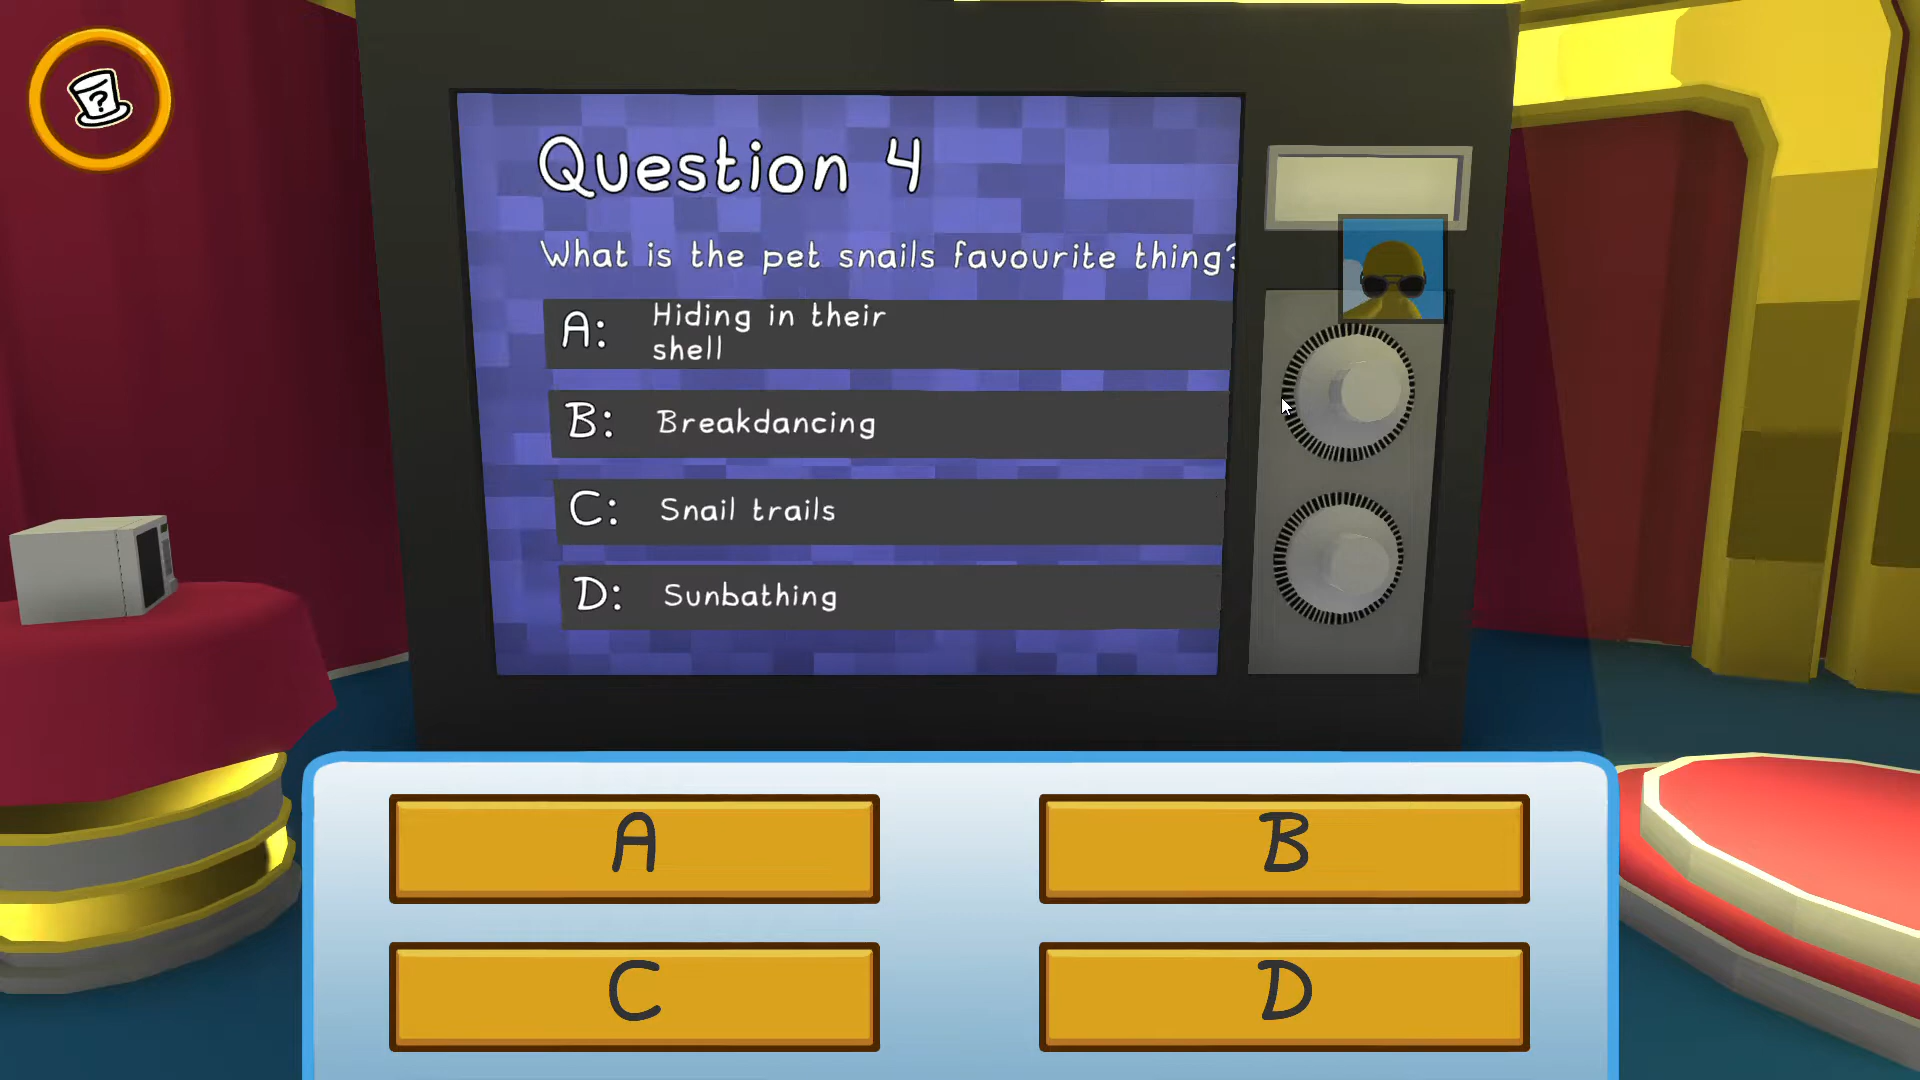 ?
Question 4
What is the pet snails favourite thing?
A: Hiding in their
shell
B: Breakdancing
C: Snail trails
D: Sunbathing
A
B
C
D